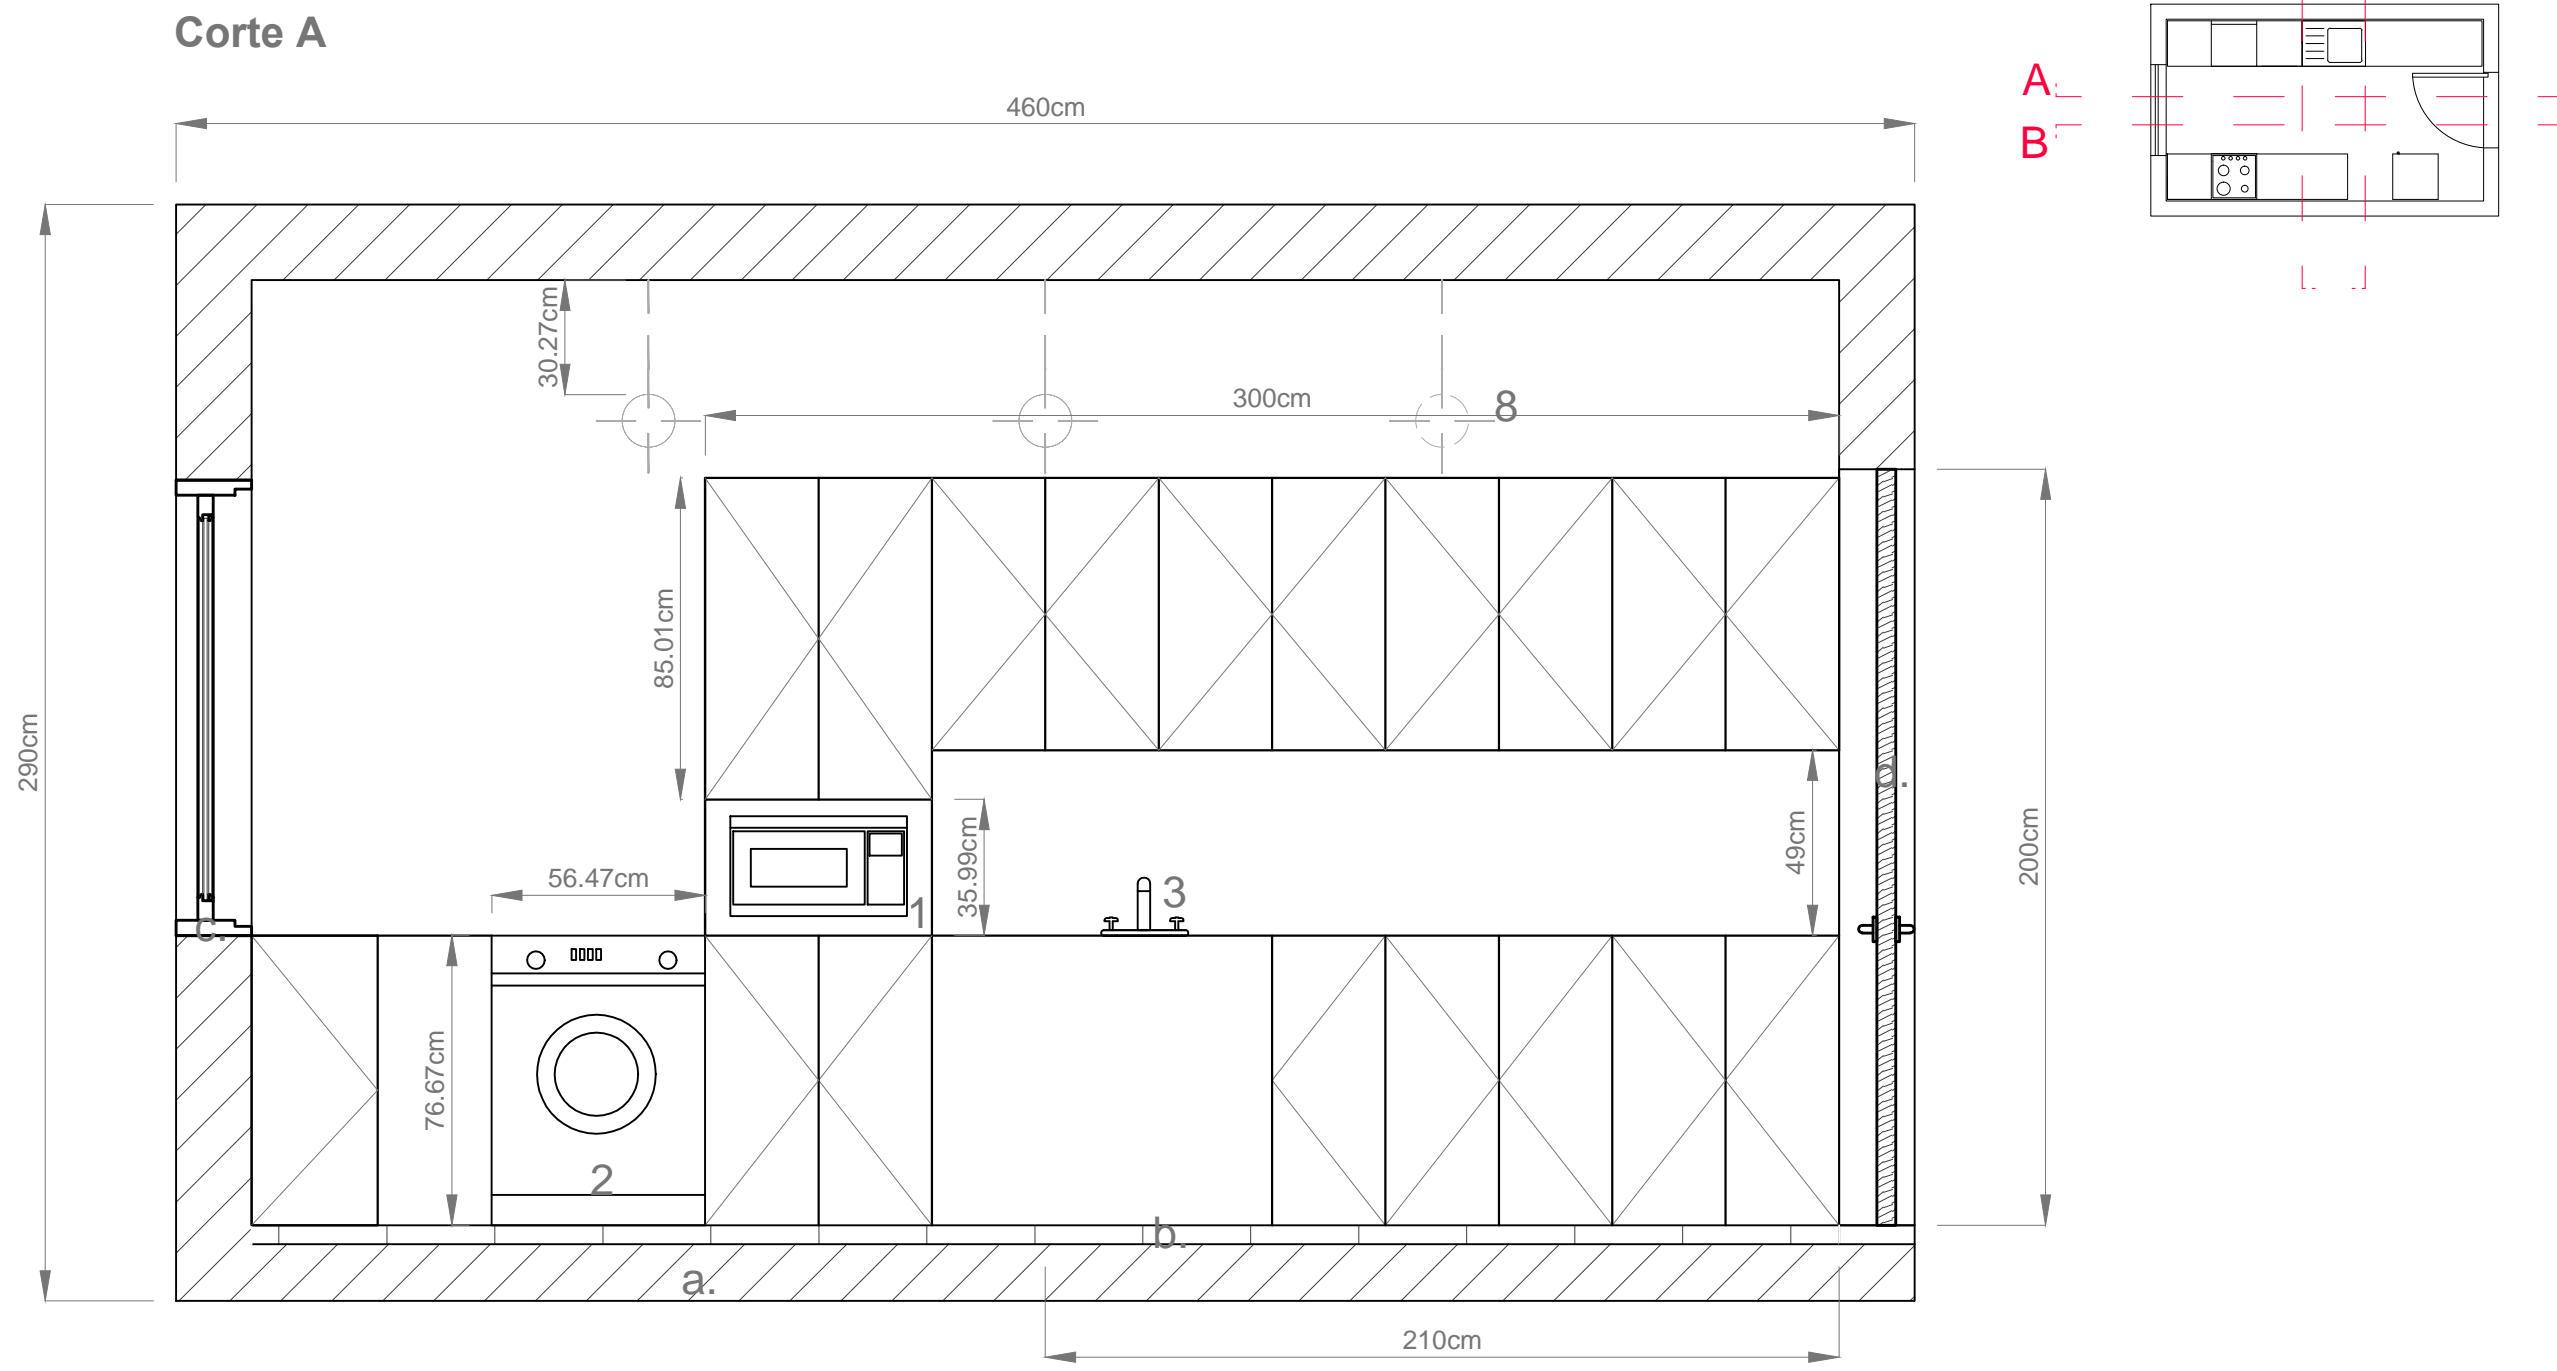 Corte A
460cm
A
B
30.27cm
300cm
8
85.01cm
290cm
d.
56.47cm
35.99cm
49cm
200cm
1
3
c.
76.67cm
2
b.
a.
210cm